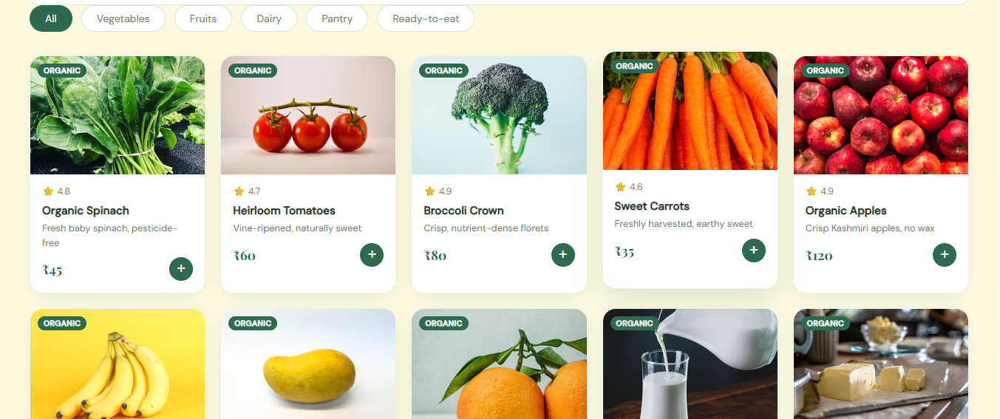 All
Vegetables
Fruits
Dairy
Pantry
Ready-to-eat
ORGANIC
4.8
Organic Spinach
Fresh baby spinach, pesticide-
free
₹45
+
ORGANIC
4.7
Heirloom Tomatoes
Vine-ripened, naturally sweet
₹60
+
ORGANIC
4.9
Broccoli Crown
Crisp, nutrient-dense florets
₹80
+
ORGANIC
4.6
Sweet Carrots
Freshly harvested, earthy sweet
₹35
+
ORGANIC
4.9
Organic Apples
Crisp Kashmiri apples, no wax
₹120
+
ORGANIC
ORGANIC
ORGANIC
ORGANIC
ORGANIC